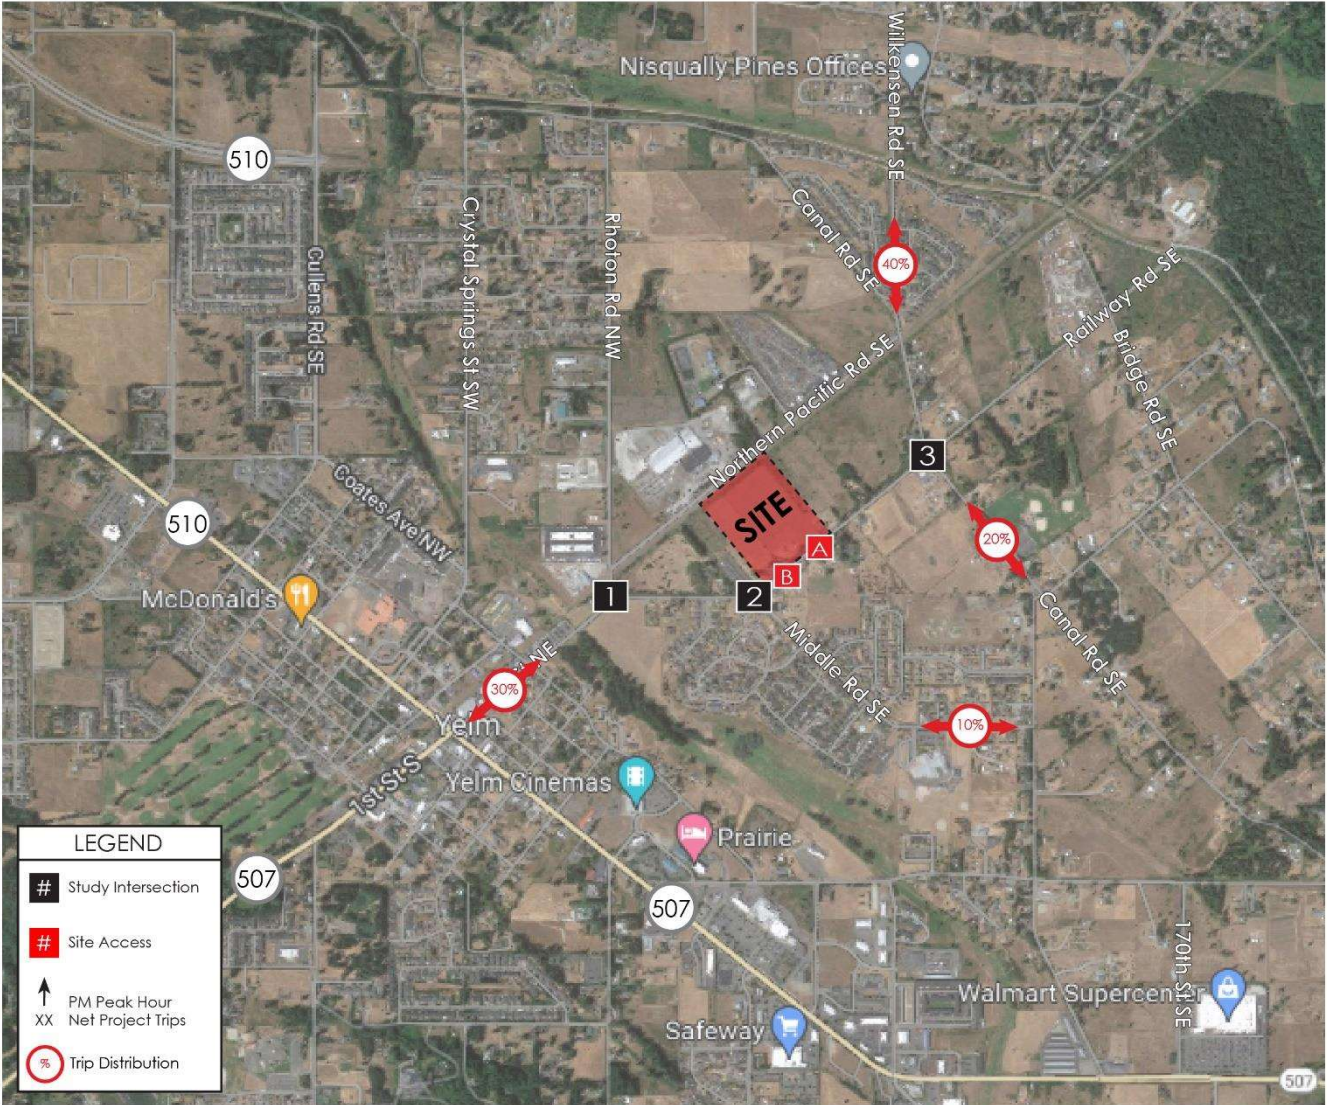 Nisqually Pines Offices
Wilkensen Rd SE
510
Crystal Springs St SW
Rhoton Rd NW
Canal Rd SE
40%
Cullens Rd SE
Railway Rd SE
Bridge Rd SE
Northern Pacific Rd SE
3
SITE
510
Coates Ave NW
A
20%
B
McDonald's
1
2
Canal Rd SE
Middle Rd SE
NE
30%
10%
Yelm
1st St S
Yelm Cinemas
Prairie
507
507
170th St SE
Walmart Supercenter
Safeway
507
LEGEND
# Study Intersection
# Site Access
PM Peak Hour
XX Net Project Trips
% Trip Distribution